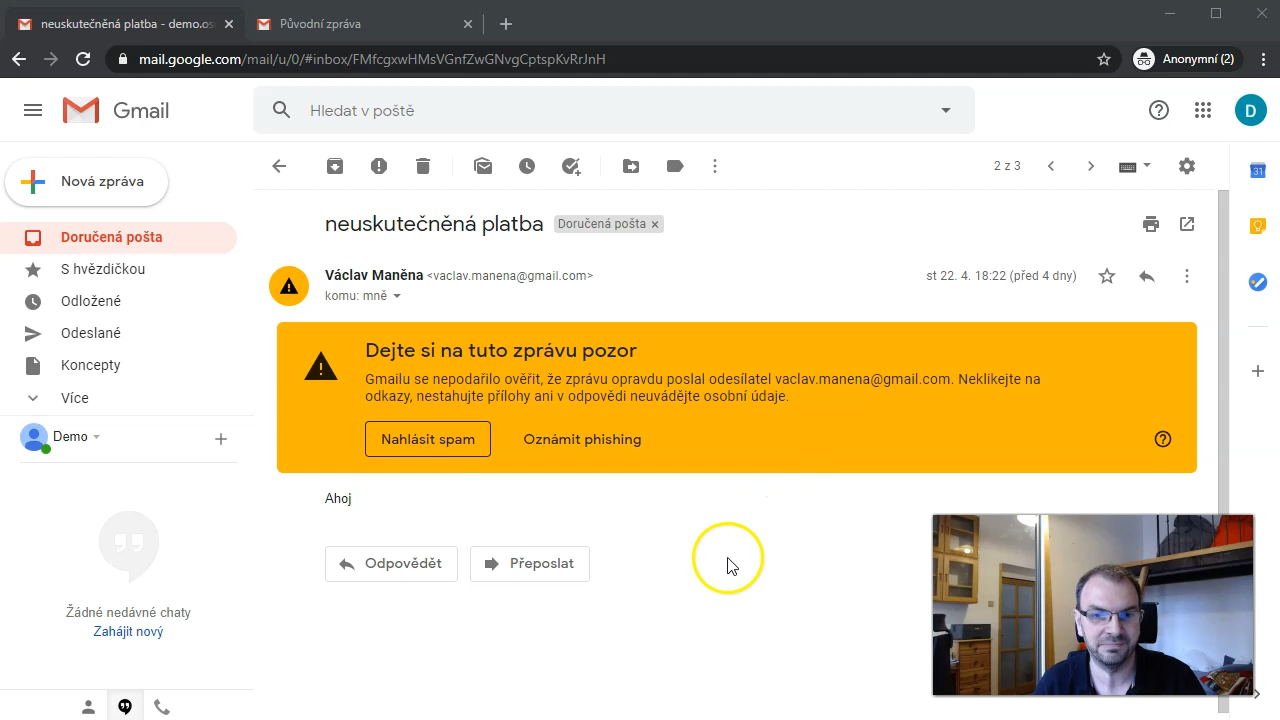 neuskutečněná platba - demo.os
Původní zpráva
mail.google.com/mail/u/0/#inbox/FMfcgxwHMsVGnfZwGNvgCptspKvRrJnH
Anonymní (2)
Gmail
Hledat v poště
D
Nová zpráva
2 z 3
31
Doručená pošta
S hvězdičkou
Odložené
Odeslané
Koncepty
Více
Demo
Žádné nedávné chaty
Zahájit nový
neuskutečněná platba
Doručená pošta x
Václav Maněna <vaclav.manena@gmail.com>
st 22. 4. 18:22 (před 4 dny)
komu: mně
Dejte si na tuto zprávu pozor
Gmailu se nepodařilo ověřit, že zprávu opravdu poslal odesílatel vaclav.manena@gmail.com. Neklikejte na
odkazy, nestahujte přílohy ani v odpovědi neuvádějte osobní údaje.
Nahlásit spam
Oznámit phishing
Ahoj
Odpovědět
Přeposlat